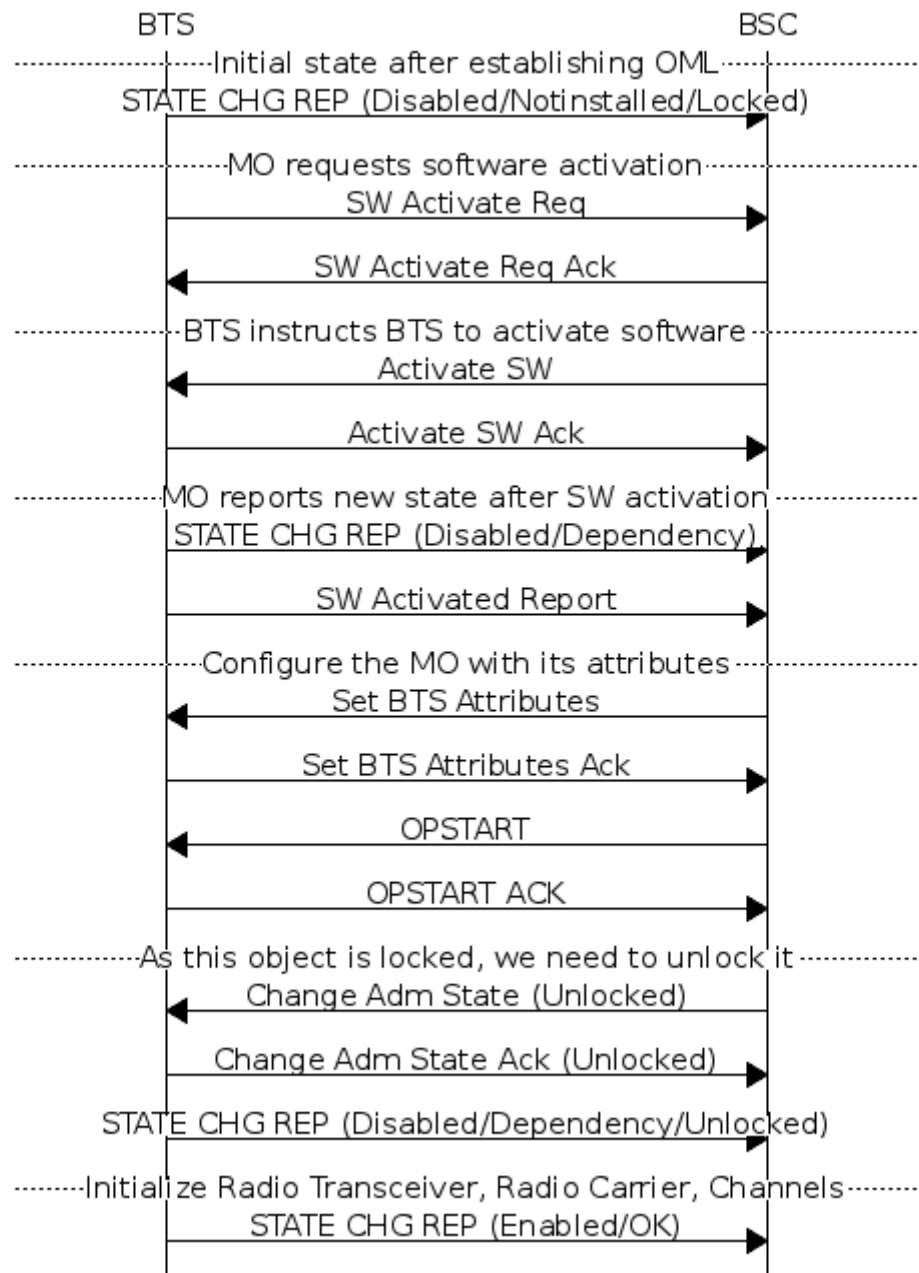 BTS BSC
Initial state after establishing OML
STATE CHG REP (Disabled/Notinstalled/Locked)
MO requests software activation
SW Activate Req
SW Activate Req Ack
BTS instructs BTS to activate software
Activate SW
Activate SW Ack
MO reports new state after SW activation
STATE CHG REP (Disabled/Dependency)
SW Activated Report
Configure the MO with its attributes
Set BTS Attributes
Set BTS Attributes Ack
OPSTART
OPSTART ACK
As this object is locked, we need to unlock it
Change Adm State (Unlocked)
Change Adm State Ack (Unlocked)
STATE CHG REP (Disabled/Dependency/Unlocked)
Initialize Radio Transceiver, Radio Carrier, Channels
STATE CHG REP (Enabled/OK)